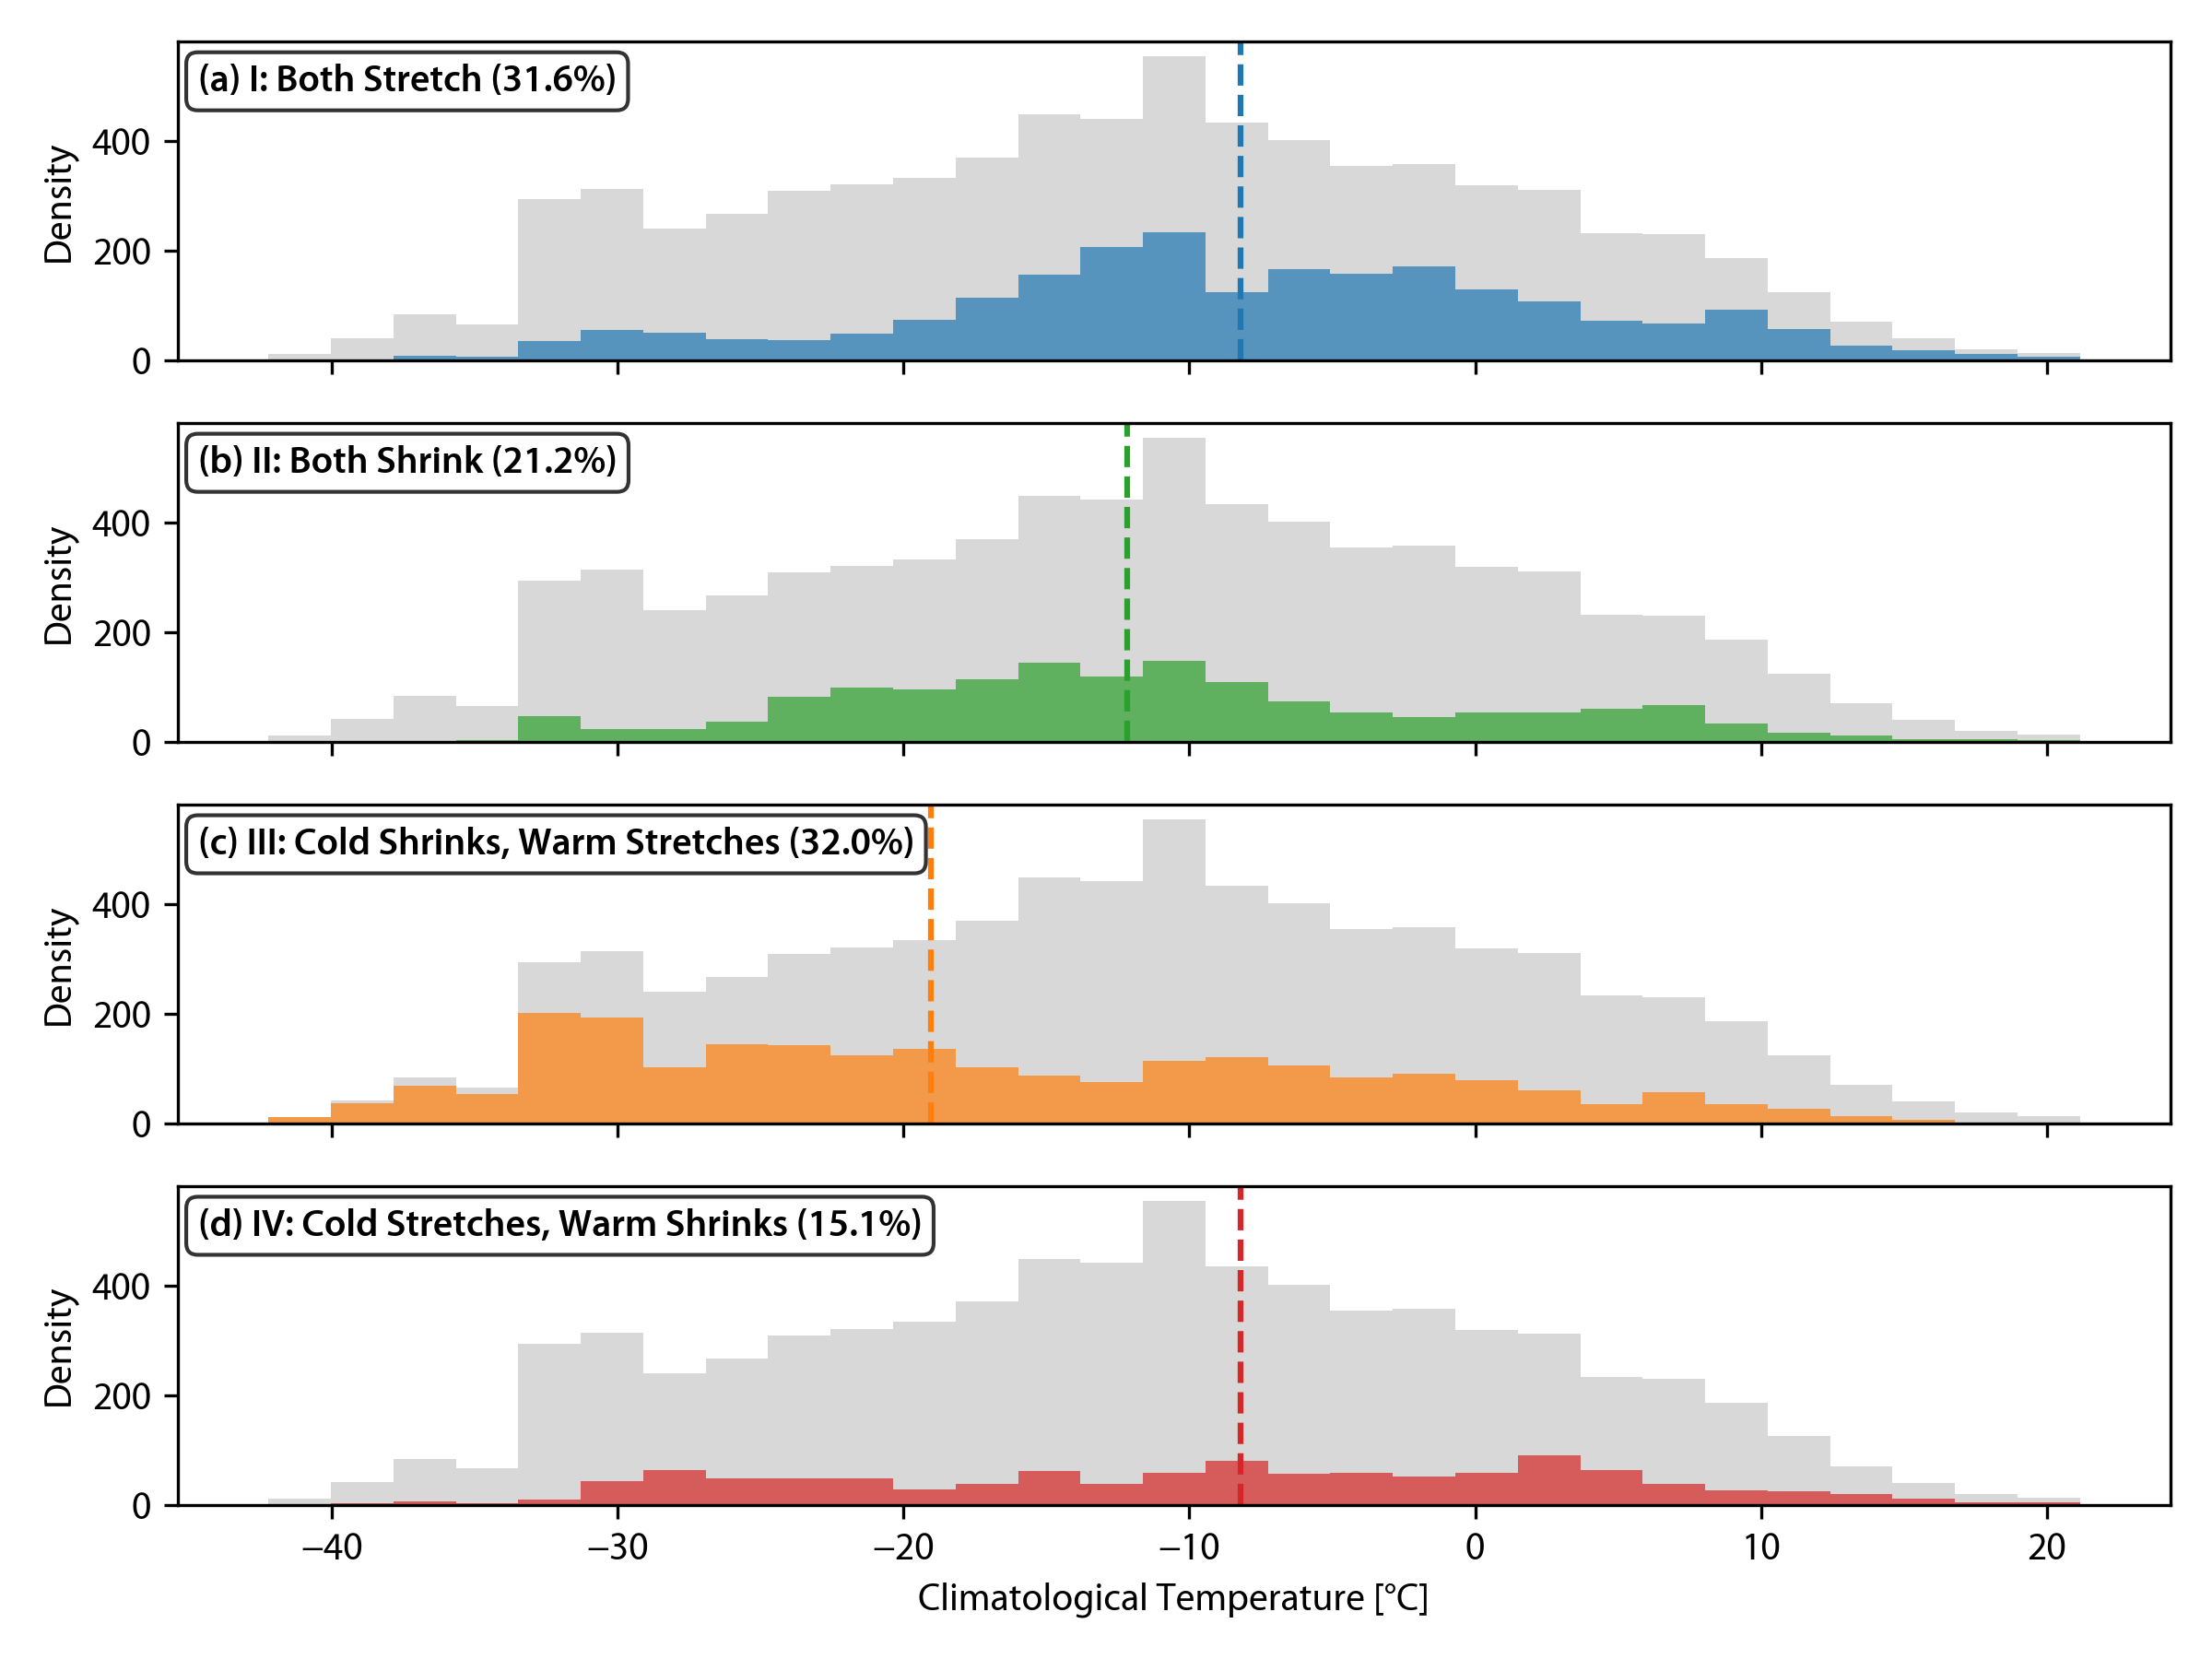 (a) I: Both Stretch (31.6%)
Density
400
200
0
(b) II: Both Shrink (21.2%)
Density
400
200
0
(c) III: Cold Shrinks, Warm Stretches (32.0%)
Density
400
200
0
(d) IV: Cold Stretches, Warm Shrinks (15.1%)
Density
400
200
0
−40 −30 −20 −10 0 10 20
Climatological Temperature [°C]